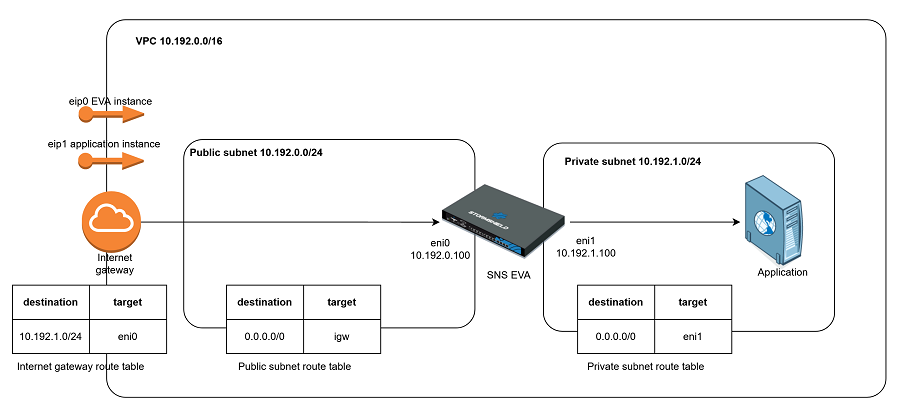 VPC 10.192.0.0/16
eip0 EVA instance
eip1 application instance
Public subnet 10.192.0.0/24
Private subnet 10.192.1.0/24
STORMSHIELD
eni0
10.192.0.100
eni1
10.192.1.100
SNS EVA
Internet
gateway
Application
destination target
10.192.1.0/24 eni0
Internet gateway route table
destination target
0.0.0.0/0 igw
Public subnet route table
destination target
0.0.0.0/0 eni1
Private subnet route table